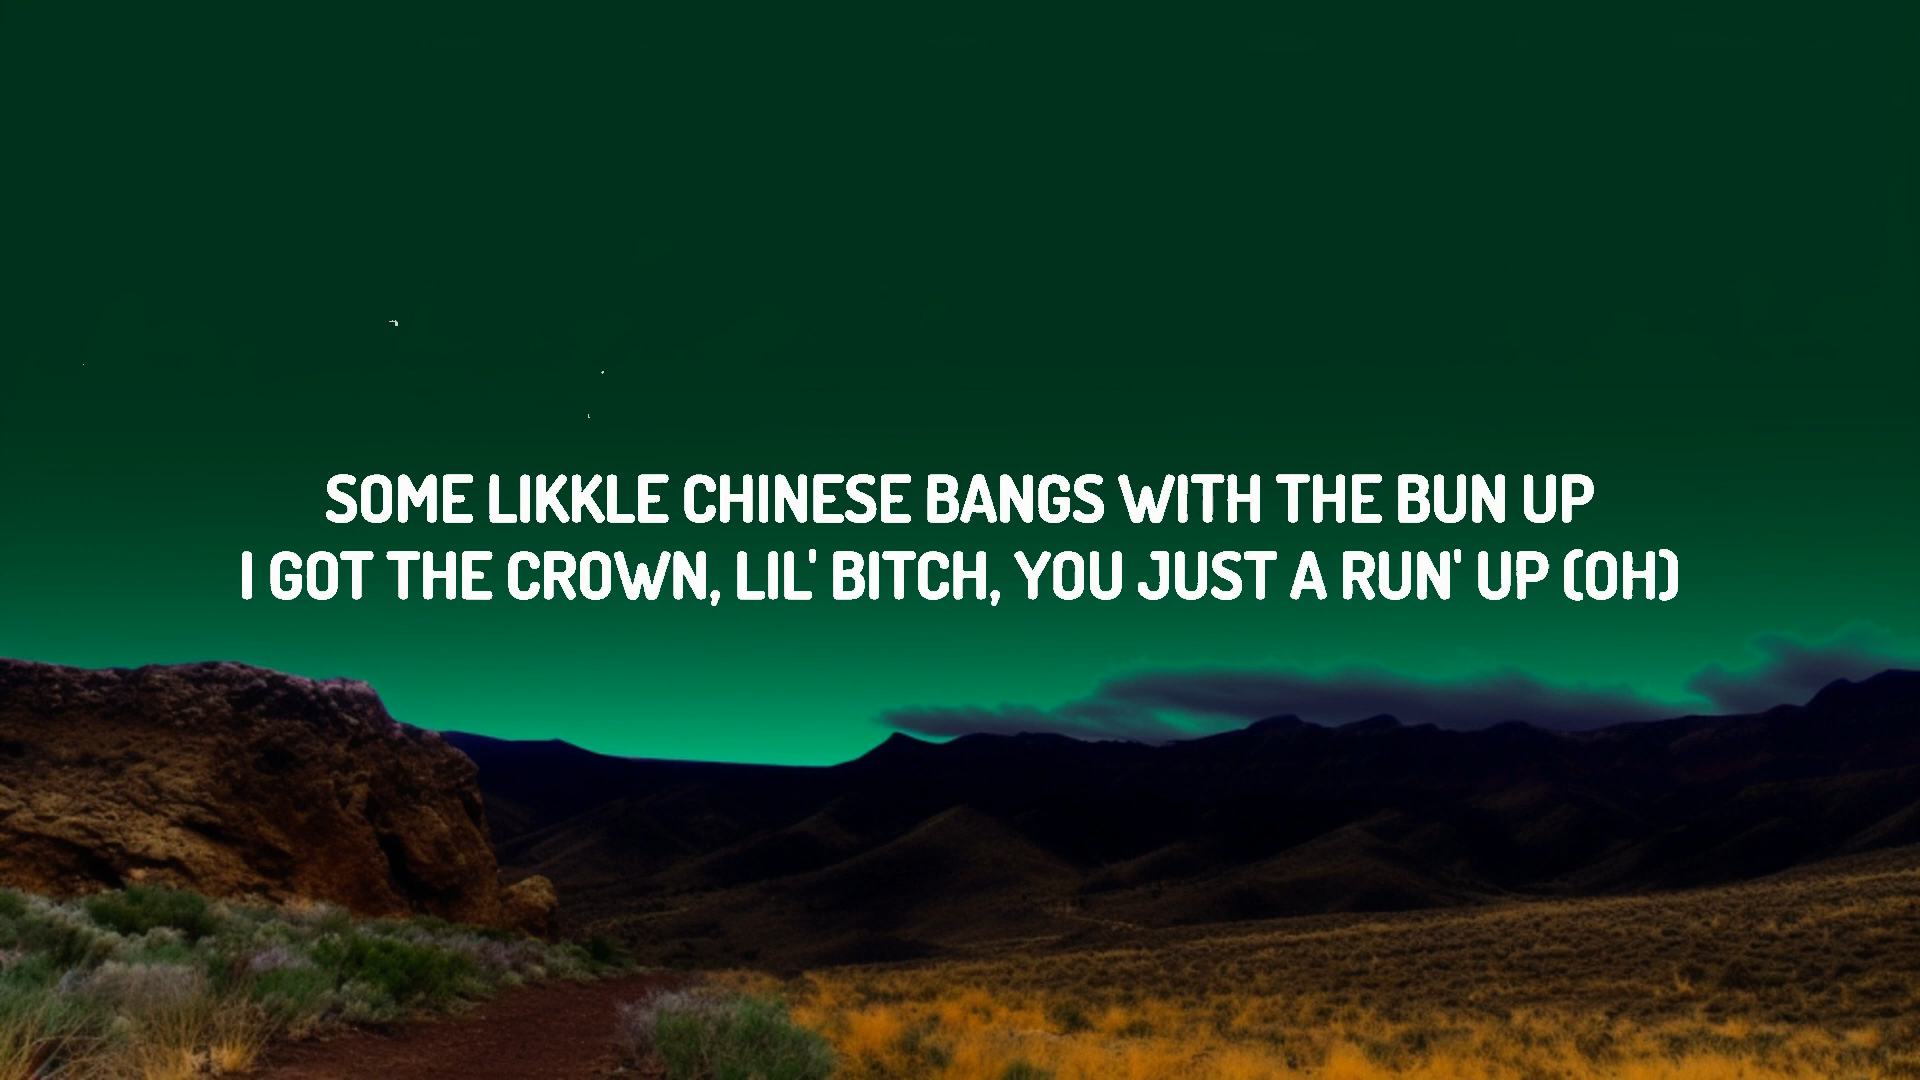 SOME LIKKLE CHINESE BANGS WITH THE BUN UP
I GOT THE CROWN, LIL' BITCH, YOU JUST A RUN' UP (OH)